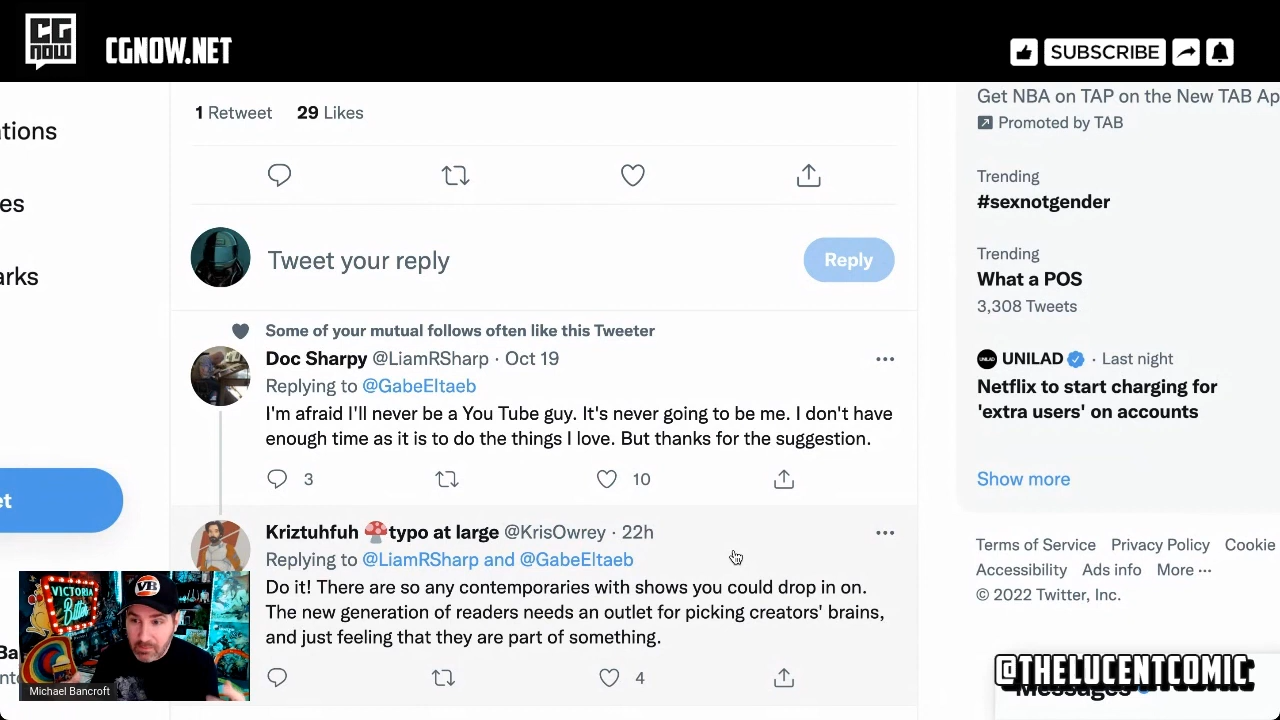 CG
NOW
CGNOW.NET
SUBSCRIBE
1 Retweet 29 Likes
Get NBA on TAP on the New TAB Ap
Promoted by TAB
tions
es
arks
et
Trending
#sexnotgender
Trending
What a POS
3,308 Tweets
UNILAD · Last night
Netflix to start charging for
'extra users' on accounts
Show more
Tweet your reply
Reply
Some of your mutual follows often like this Tweeter
Doc Sharpy @LiamRSharp · Oct 19
Replying to @GabeEltaeb
I'm afraid I'll never be a You Tube guy. It's never going to be me. I don't have
enough time as it is to do the things I love. But thanks for the suggestion.
3 10
Kriztuhfuh 🍄typo at large @KrisOwrey · 22h
Replying to @LiamRSharp and @GabeEltaeb
Do it! There are so any contemporaries with shows you could drop in on.
The new generation of readers needs an outlet for picking creators' brains,
and just feeling that they are part of something.
4
Terms of Service Privacy Policy Cookie
Accessibility Ads info More ···
© 2022 Twitter, Inc.
VICTORIA
Bitter
VB
Michael Bancroft
Ba
@THELUCENTCOMIC
Messages